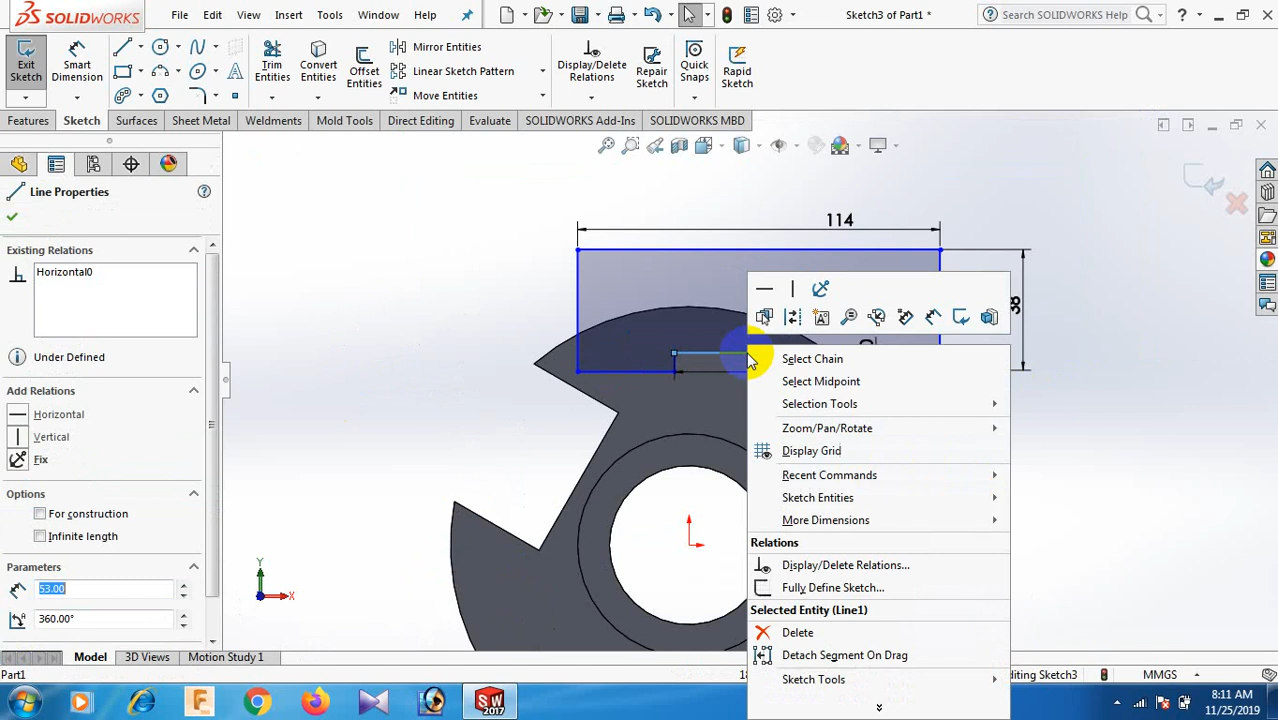 SOLIDWORKS
File
Edit
View
Insert
Tools
Window
Help
Sketch3 of Part1 *
Search SOLIDWORKS Help
Exit Sketch
Smart Dimension
Trim Entities
Convert Entities
Offset Entities
Mirror Entities
Linear Sketch Pattern
Move Entities
Display/Delete Relations
Repair Sketch
Quick Snaps
Rapid Sketch
Features
Sketch
Surfaces
Sheet Metal
Weldments
Mold Tools
Direct Editing
Evaluate
SOLIDWORKS Add-Ins
SOLIDWORKS MBD
Line Properties
Existing Relations
Horizontal0
Under Defined
Add Relations
Horizontal
Vertical
Fix
Options
For construction
Infinite length
Parameters
53.00
360.00°
114
38
Y
X
Select Chain
Select Midpoint
Selection Tools
Zoom/Pan/Rotate
Display Grid
Recent Commands
Sketch Entities
More Dimensions
Relations
Display/Delete Relations...
Fully Define Sketch...
Selected Entity (Line1)
Delete
Detach Segment On Drag
Sketch Tools
Model
3D Views
Motion Study 1
Part1
diting Sketch3
MMGS
SW
2017
8:11 AM
11/25/2019